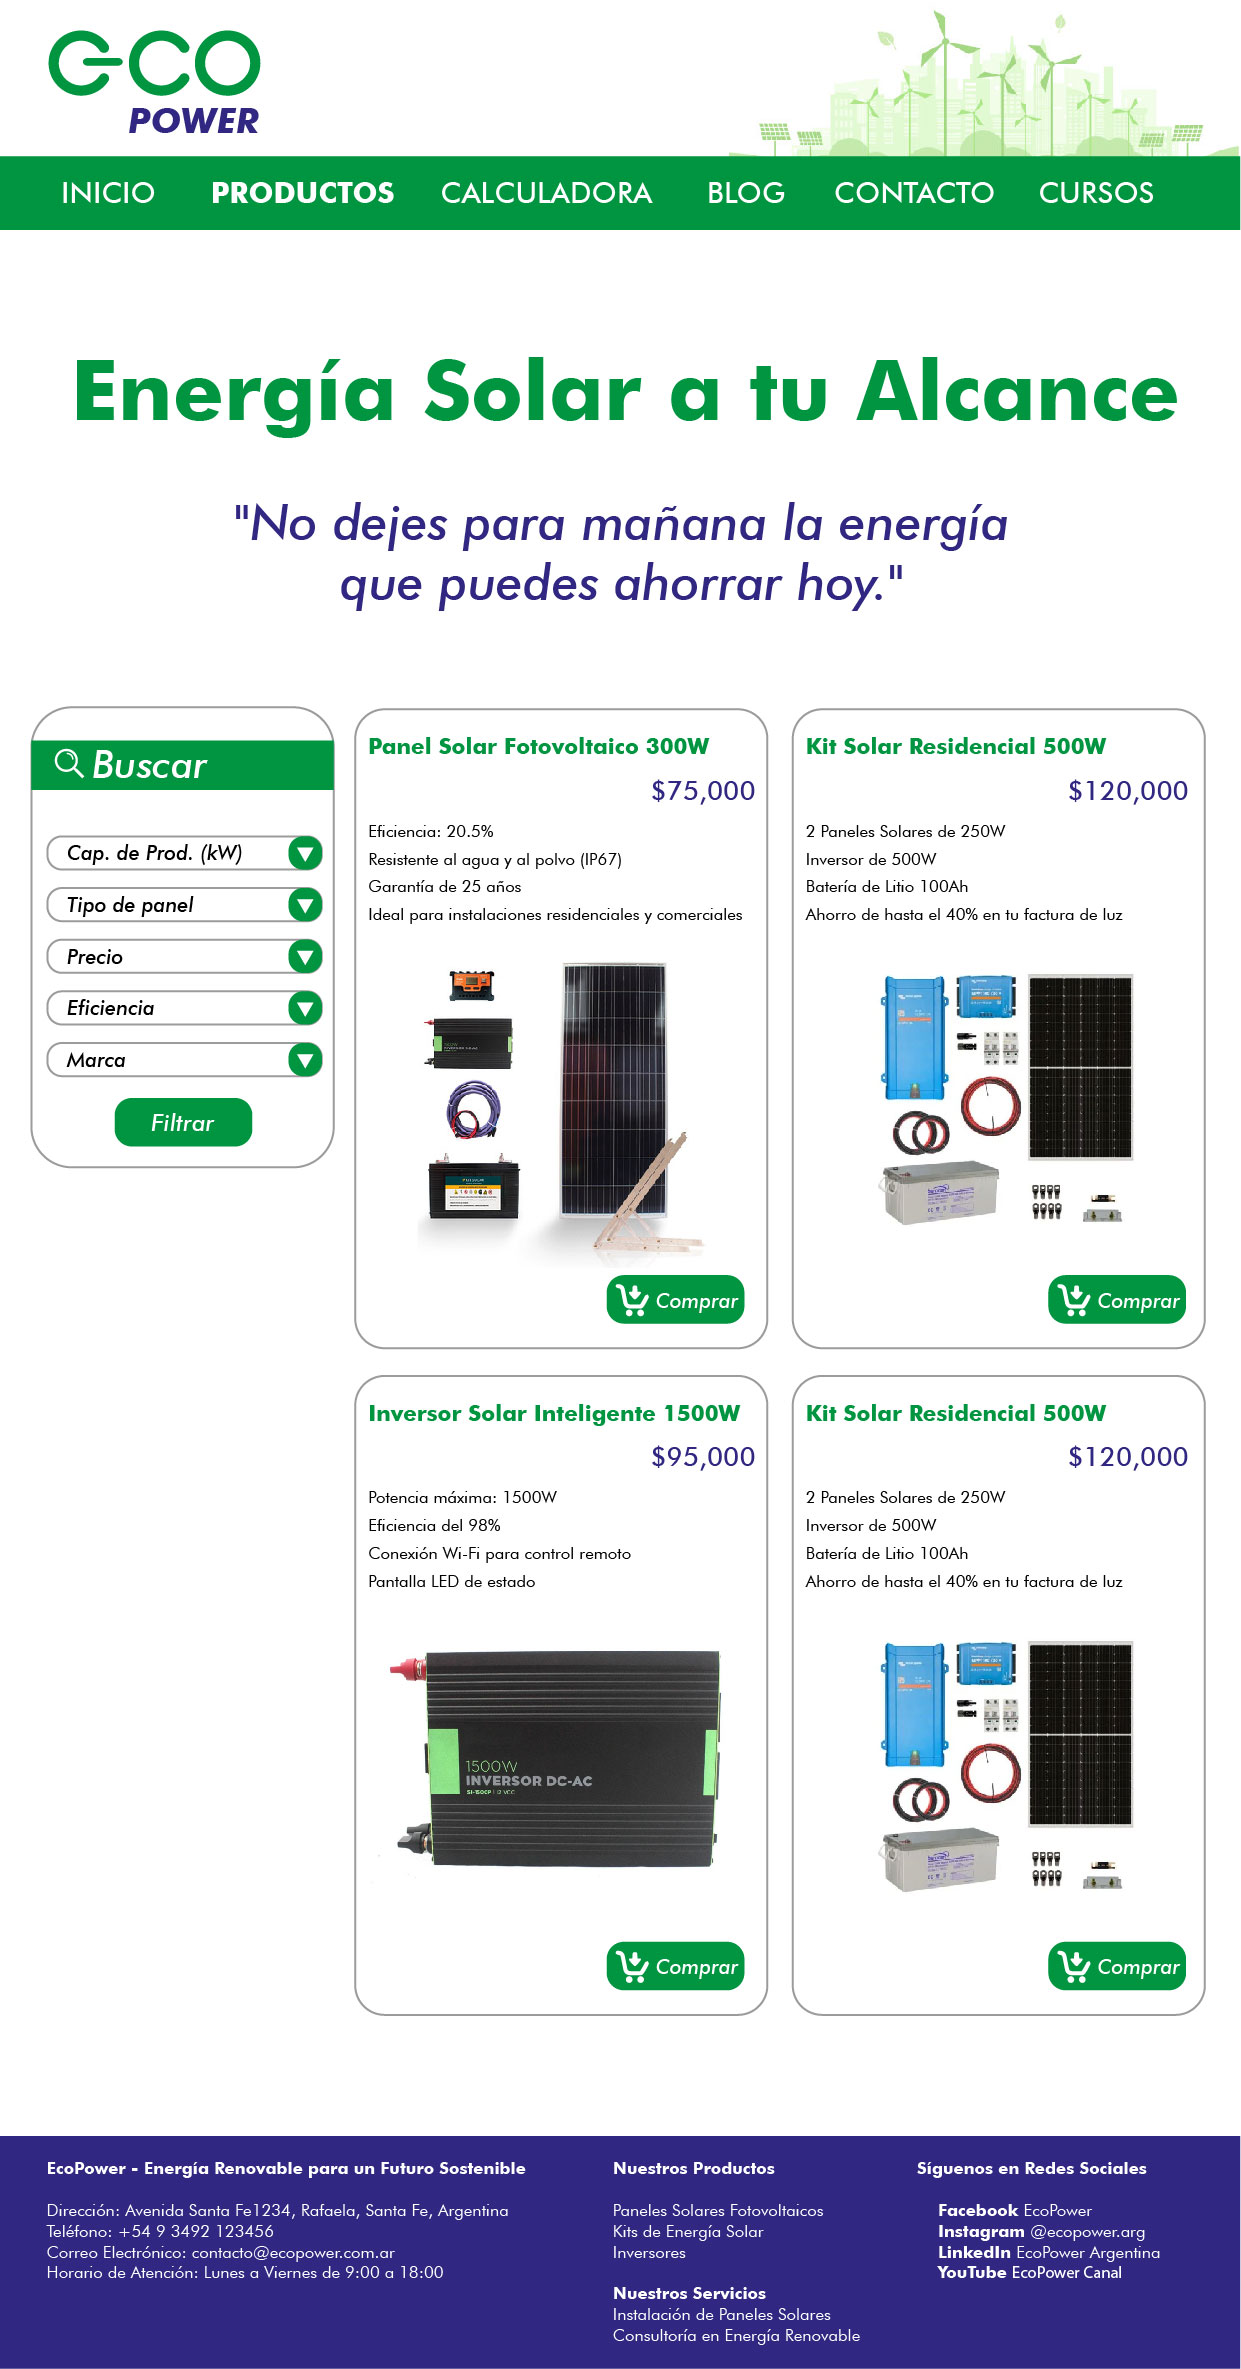 eCO
POWER
INICIO PRODUCTOS CALCULADORA BLOG CONTACTO CURSOS
Energía Solar a tu Alcance
"No dejes para mañana la energía
que puedes ahorrar hoy."
Buscar
Cap. de Prod. (kW)
Tipo de panel
Precio
Eficiencia
Marca
Filtrar
Panel Solar Fotovoltaico 300W
$75,000
Eficiencia: 20.5%
Resistente al agua y al polvo (IP67)
Garantía de 25 años
Ideal para instalaciones residenciales y comerciales
Comprar
Kit Solar Residencial 500W
$120,000
2 Paneles Solares de 250W
Inversor de 500W
Batería de Litio 100Ah
Ahorro de hasta el 40% en tu factura de luz
Comprar
Inversor Solar Inteligente 1500W
$95,000
Potencia máxima: 1500W
Eficiencia del 98%
Conexión Wi-Fi para control remoto
Pantalla LED de estado
1500W
INVERSOR DC-AC
SI-150CP | 12 VCC
Comprar
Kit Solar Residencial 500W
$120,000
2 Paneles Solares de 250W
Inversor de 500W
Batería de Litio 100Ah
Ahorro de hasta el 40% en tu factura de luz
Comprar
EcoPower - Energía Renovable para un Futuro Sostenible
Dirección: Avenida Santa Fe1234, Rafaela, Santa Fe, Argentina
Teléfono: +54 9 3492 123456
Correo Electrónico: contacto@ecopower.com.ar
Horario de Atención: Lunes a Viernes de 9:00 a 18:00
Nuestros Productos
Paneles Solares Fotovoltaicos
Kits de Energía Solar
Inversores
Nuestros Servicios
Instalación de Paneles Solares
Consultoría en Energía Renovable
Síguenos en Redes Sociales
Facebook EcoPower
Instagram @ecopower.arg
LinkedIn EcoPower Argentina
YouTube EcoPower Canal